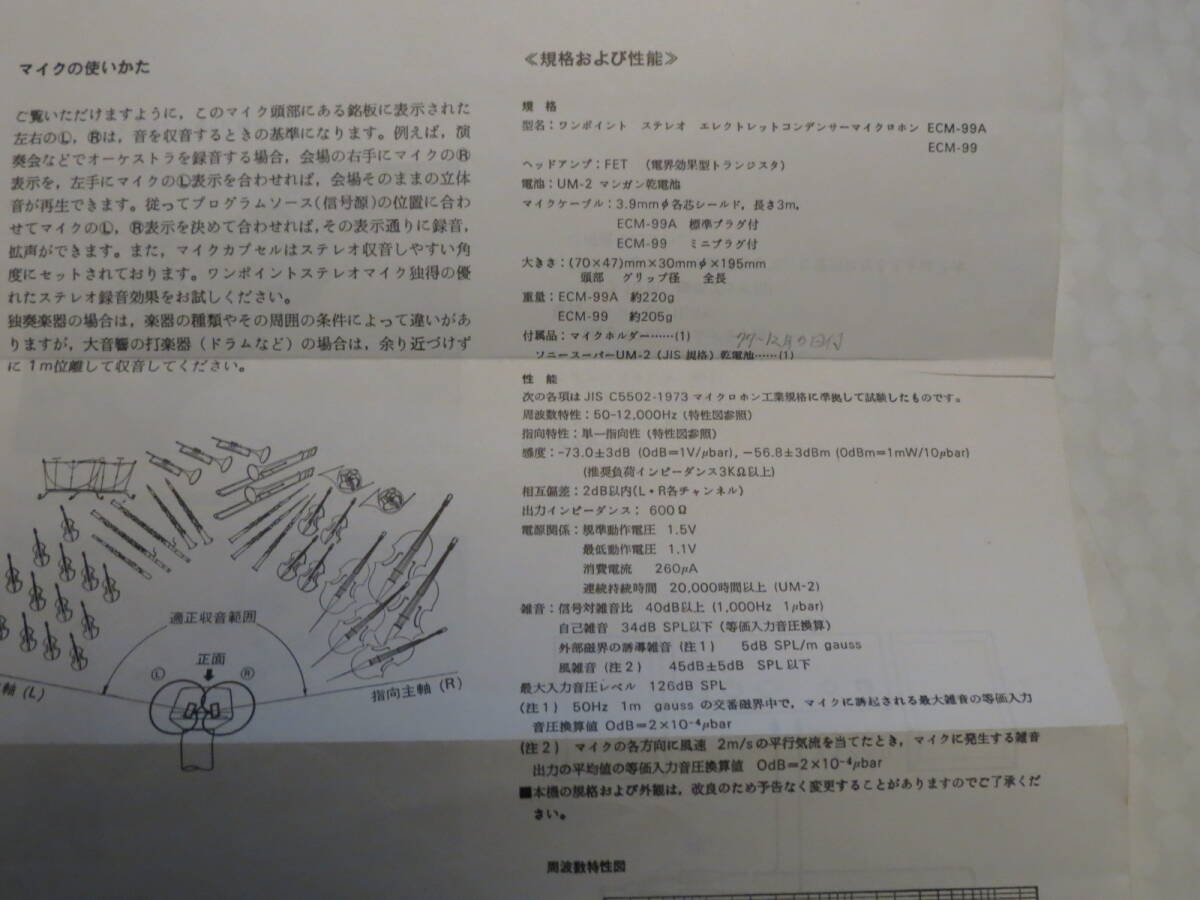 マイクの使いかた
ご覧いただけますように，このマイク頭部にある銘板に表示された
左右のⓁ，Ⓡは，音を収音するときの基準になります。例えば，演
奏会などでオーケストラを録音する場合，会場の右手にマイクのⓇ
表示を，左手にマイクのⓁ表示を合わせれば，会場そのままの立体
音が再生できます。従ってプログラムソース(信号源)の位置に合わ
せてマイクのⓁ，Ⓡ表示を決めて合わせれば，その表示通りに録音，
拡声ができます。また，マイクカプセルはステレオ収音しやすい角
度にセットされております。ワンポイントステレオマイク独得の優
れたステレオ録音効果をお試しください。
独奏楽器の場合は，楽器の種類やその周囲の条件によって違いがあ
りますが，大音響の打楽器（ドラムなど）の場合は，余り近づけず
に 1m位離して収音してください。
適正収音範囲
正面
Ⓛ Ⓡ
軸 (L)
指向主軸 (R)
≪規格および性能≫
規 格
型名：ワンポイント ステレオ エレクトレットコンデンサーマイクロホン ECM-99A
ECM-99
ヘッドアンプ：FET （電界効果型トランジスタ）
電池：UM-2 マンガン乾電池
マイクケーブル：3.9mmφ各芯シールド，長さ3m，
ECM-99A 標準プラグ付
ECM-99 ミニプラグ付
大きさ：(70×47)mm×30mmφ×195mm
頭部 グリップ径 全長
重量：ECM-99A 約220g
ECM-99 約205g
付属品：マイクホルダー……(1)
77-12月の日付
ソニースーパーUM-2 (JIS 規格) 乾電池……(1)
性 能
次の各項は JIS C5502-1973 マイクロホン工業規格に準拠して試験したものです。
周波数特性：50-12,000Hz (特性図参照)
指向特性：単一指向性 (特性図参照)
感度：-73.0±3dB (0dB=1V/μbar)，-56.8±3dBm (0dBm=1mW/10μbar)
(推奨負荷インピーダンス3KΩ以上)
相互偏差：2dB以内(L・R各チャンネル)
出力インピーダンス： 600Ω
電源関係：規準動作電圧 1.5V
最低動作電圧 1.1V
消費電流 260μA
連続持続時間 20,000時間以上 (UM-2)
雑音：信号対雑音比 40dB以上 (1,000Hz 1μbar)
自己雑音 34dB SPL以下 (等価入力音圧換算)
外部磁界の誘導雑音 (注1) 5dB SPL/m gauss
風雑音 (注2) 45dB±5dB SPL以下
最大入力音圧レベル 126dB SPL
(注1) 50Hz 1m gauss の交番磁界中で，マイクに誘起される最大雑音の等価入力
音圧換算値 0dB=2×10⁻⁴μbar
(注2) マイクの各方向に風速 2m/sの平行気流を当てたとき，マイクに発生する雑音
出力の平均値の等価入力音圧換算値 0dB=2×10⁻⁴μbar
■本機の規格および外観は，改良のため予告なく変更することがありますのでご了承くだ
さい。
周波数特性図